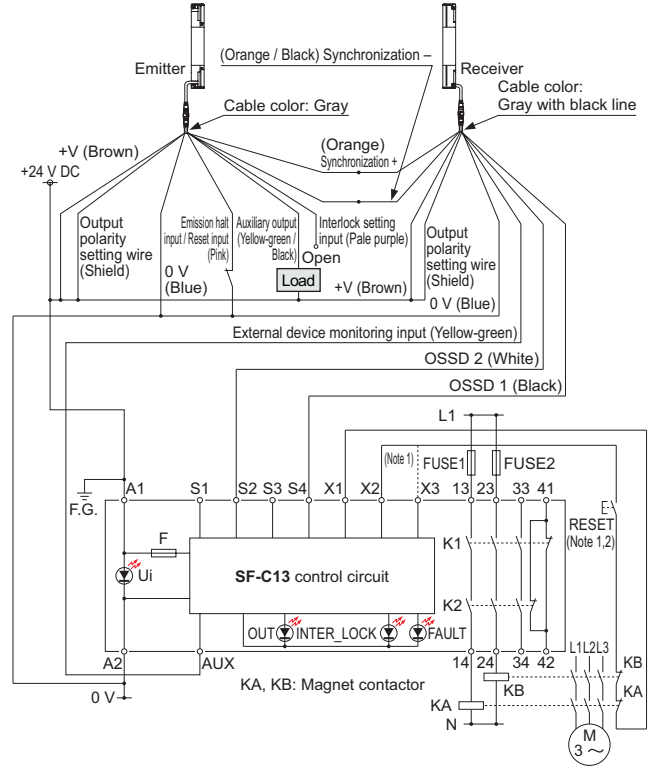 (Orange / Black) Synchronization –
Emitter
Receiver
Cable color: Gray
Cable color:
Gray with black line
+V (Brown)
+24 V DC
(Orange)
Synchronization +
Output
polarity
setting wire
(Shield)
0 V
(Blue)
Emission halt
input / Reset input
(Pink)
Auxiliary output
(Yellow-green /
Black)
Interlock setting
input (Pale purple)
Open
Load
+V (Brown)
Output
polarity
setting wire
(Shield)
0 V (Blue)
External device monitoring input (Yellow-green)
OSSD 2 (White)
OSSD 1 (Black)
L1
(Note 1)
FUSE1
FUSE2
F.G.
A1
S1
S2
S3
S4
X1
X2
X3
13
23
33
41
RESET
(Note 1,2)
F
K1
Ui
SF-C13 control circuit
K2
OUT
INTER_LOCK
FAULT
A2
AUX
14
24
34
42
L1L2L3
KB
KA
0 V
KA, KB: Magnet contactor
KB
KA
N
M
3 ~